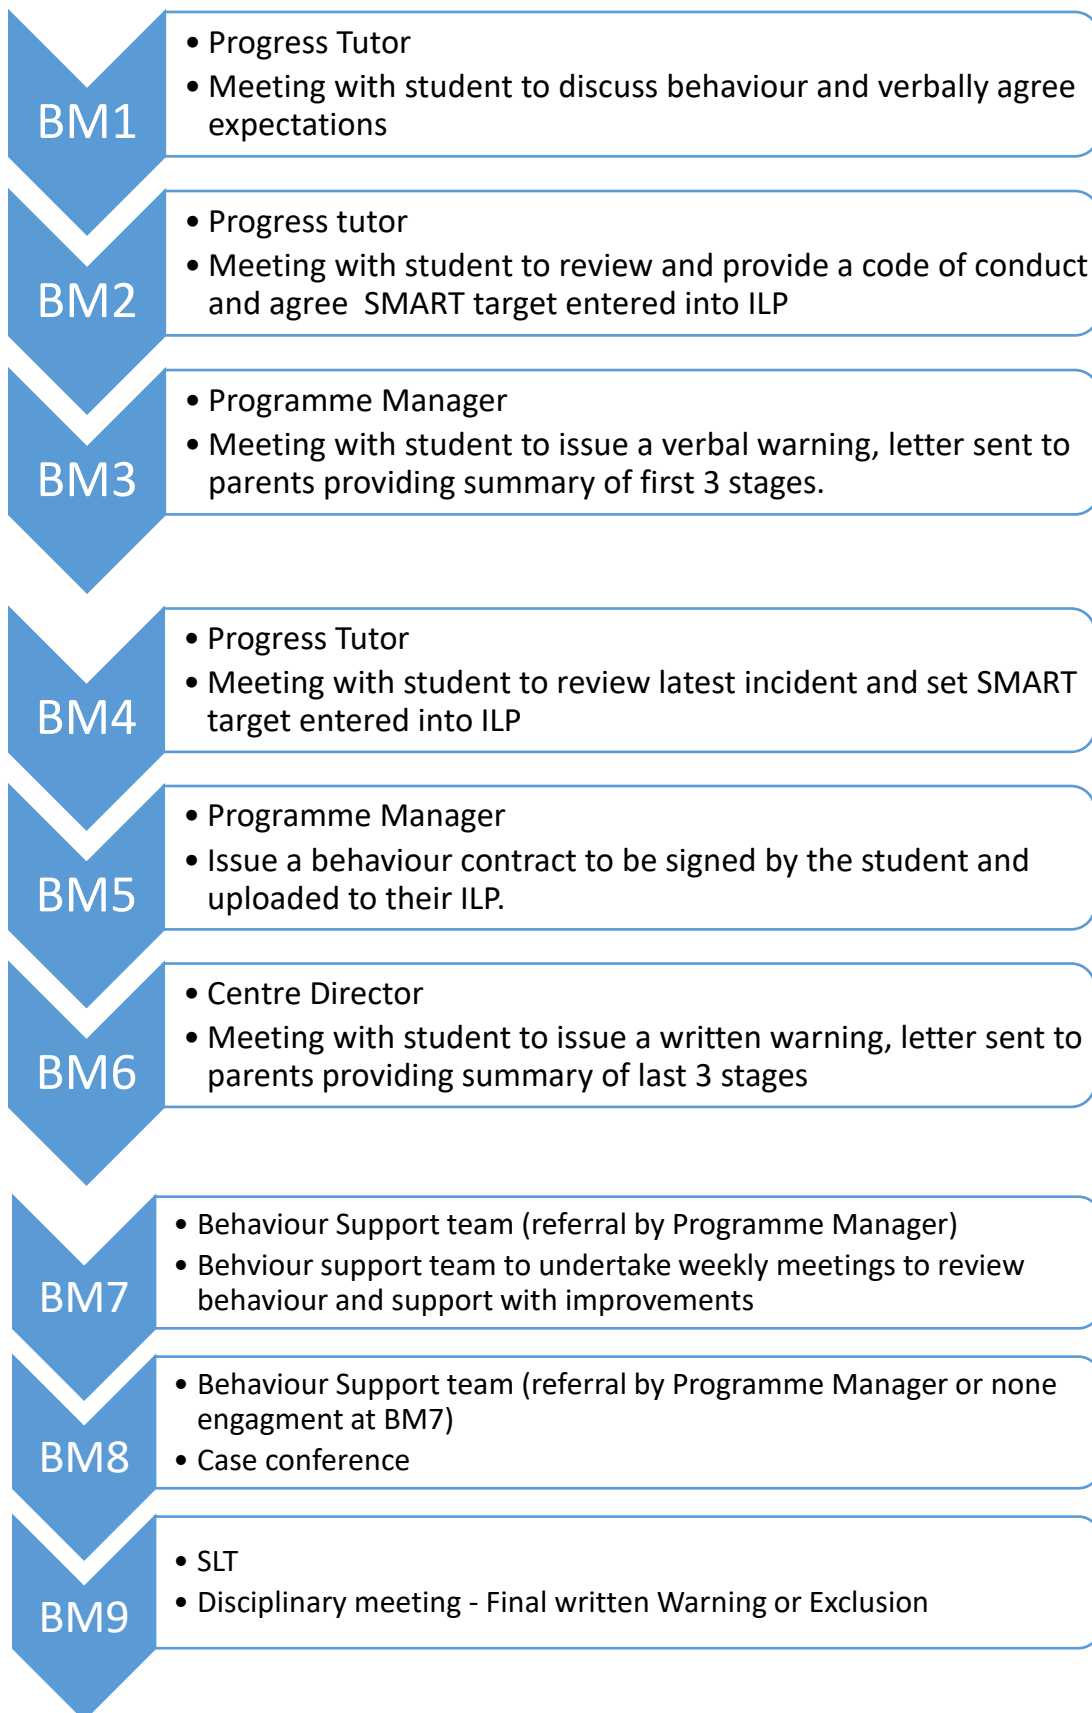 BM1
• Progress Tutor
• Meeting with student to discuss behaviour and verbally agree
expectations
BM2
• Progress tutor
• Meeting with student to review and provide a code of conduct
and agree  SMART target entered into ILP
BM3
• Programme Manager
• Meeting with student to issue a verbal warning, letter sent to
parents providing summary of first 3 stages.
BM4
• Progress Tutor
• Meeting with student to review latest incident and set SMART
target entered into ILP
BM5
• Programme Manager
• Issue a behaviour contract to be signed by the student and
uploaded to their ILP.
BM6
• Centre Director
• Meeting with student to issue a written warning, letter sent to
parents providing summary of last 3 stages
BM7
• Behaviour Support team (referral by Programme Manager)
• Behviour support team to undertake weekly meetings to review
behaviour and support with improvements
BM8
• Behaviour Support team (referral by Programme Manager or none
engagment at BM7)
• Case conference
BM9
• SLT
• Disciplinary meeting - Final written Warning or Exclusion